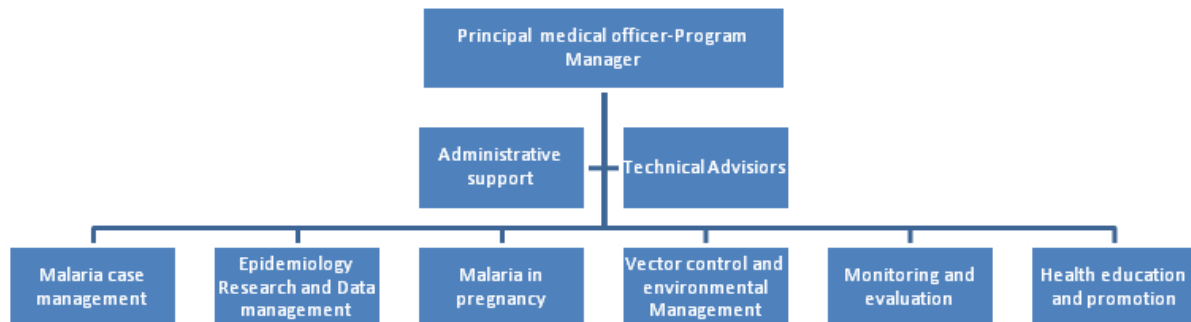 Principal medical officer-Program
Manager
Administrative
support
Technical Advisiors
Malaria case
management
Epidemiology
Research and Data
management
Malaria in
pregnancy
Vector control and
environmental
Management
Monitoring and
evaluation
Health education
and promotion